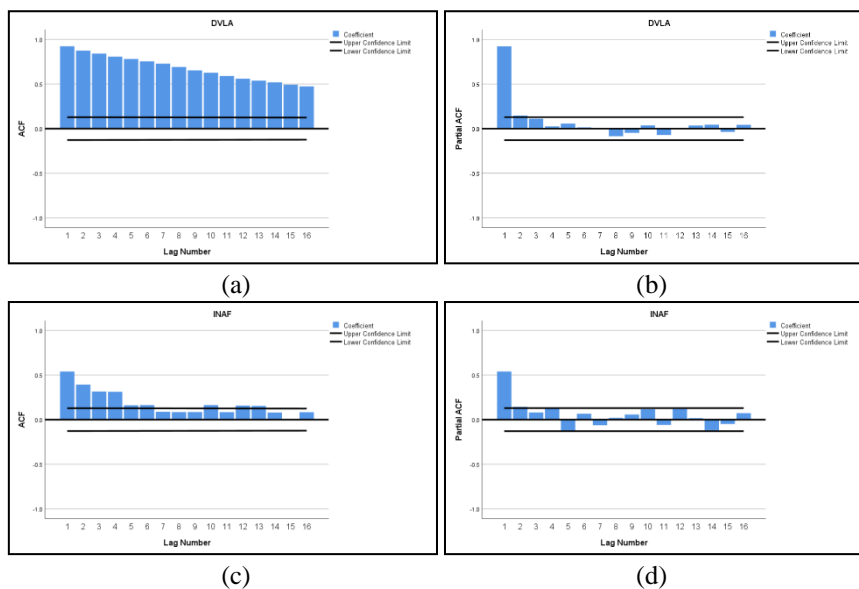 DVLA
Coefficient
Upper Confidence Limit
Lower Confidence Limit
1.0
0.5
0.0
-0.5
-1.0
ACF
1 2 3 4 5 6 7 8 9 10 11 12 13 14 15 16
Lag Number
(a)
DVLA
Coefficient
Upper Confidence Limit
Lower Confidence Limit
1.0
0.5
0.0
-0.5
-1.0
Partial ACF
1 2 3 4 5 6 7 8 9 10 11 12 13 14 15 16
Lag Number
(b)
INAF
Coefficient
Upper Confidence Limit
Lower Confidence Limit
1.0
0.5
0.0
-0.5
-1.0
ACF
1 2 3 4 5 6 7 8 9 10 11 12 13 14 15 16
Lag Number
(c)
INAF
Coefficient
Upper Confidence Limit
Lower Confidence Limit
1.0
0.5
0.0
-0.5
-1.0
Partial ACF
1 2 3 4 5 6 7 8 9 10 11 12 13 14 15 16
Lag Number
(d)